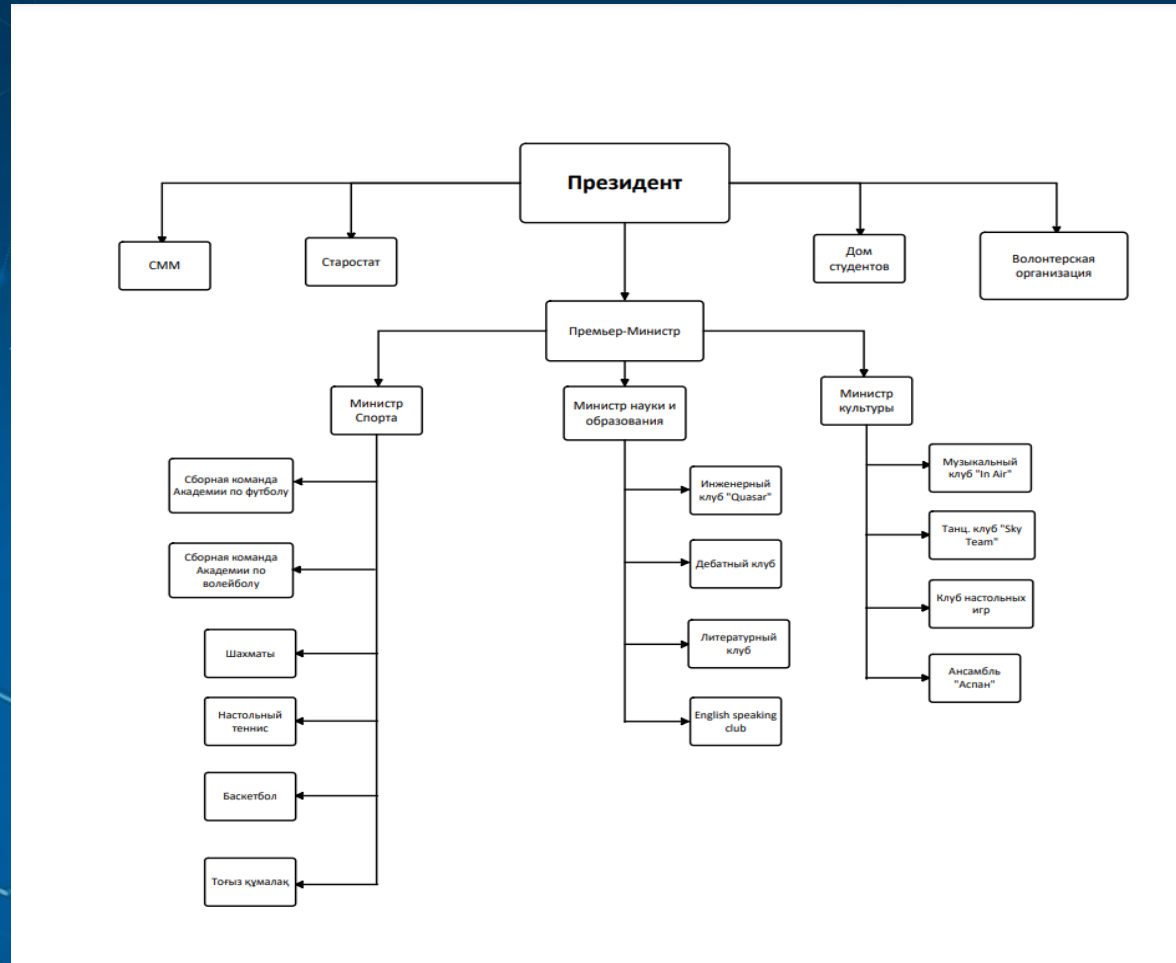 Президент
СММ
Старостат
Дом
студентов
Волонтерская
организация
Премьер-Министр
Министр
Спорта
Министр науки и
образования
Министр
культуры
Сборная команда
Академии по футболу
Сборная команда
Академии по
волейболу
Шахматы
Настольный
теннис
Баскетбол
Тоғыз құмалақ
Инженерный
клуб "Quasar"
Дебатный клуб
Литературный
клуб
English speaking
club
Музыкальный
клуб "In Air"
Танц. клуб "Sky
Team"
Клуб настольных
игр
Ансамбль
"Аспан"